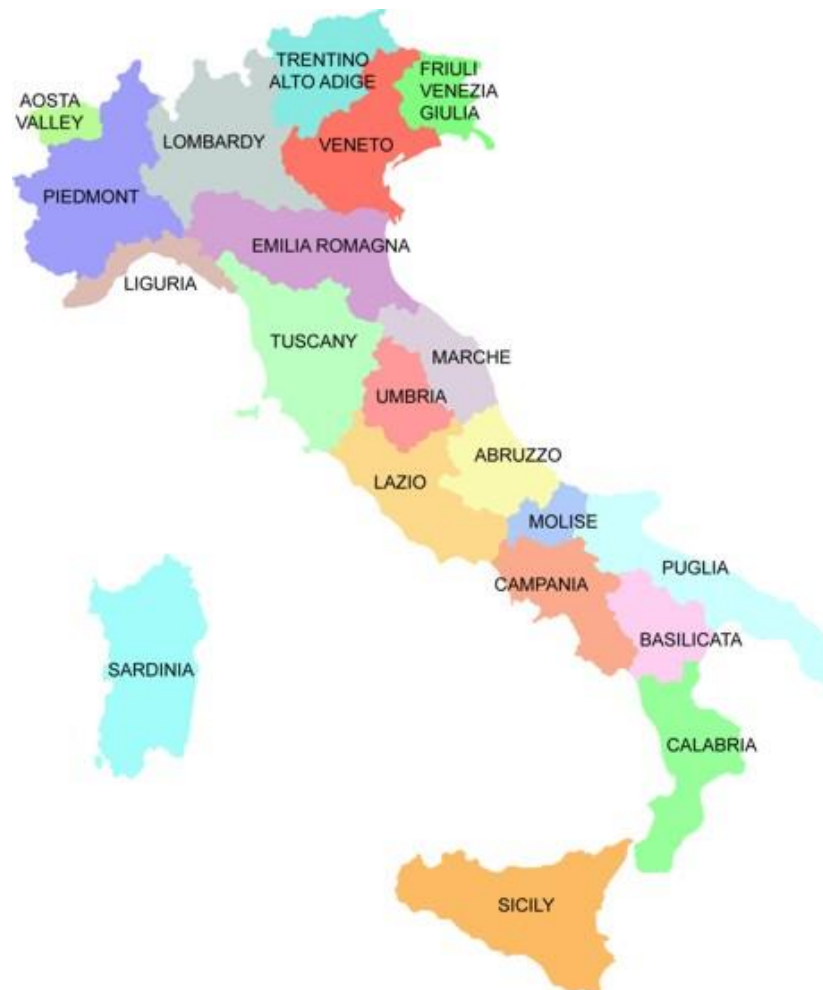 TRENTINO
ALTO ADIGE
FRIULI
VENEZIA
GIULIA
AOSTA
VALLEY
LOMBARDY
VENETO
PIEDMONT
EMILIA ROMAGNA
LIGURIA
TUSCANY
MARCHE
UMBRIA
ABRUZZO
LAZIO
MOLISE
PUGLIA
CAMPANIA
BASILICATA
SARDINIA
CALABRIA
SICILY